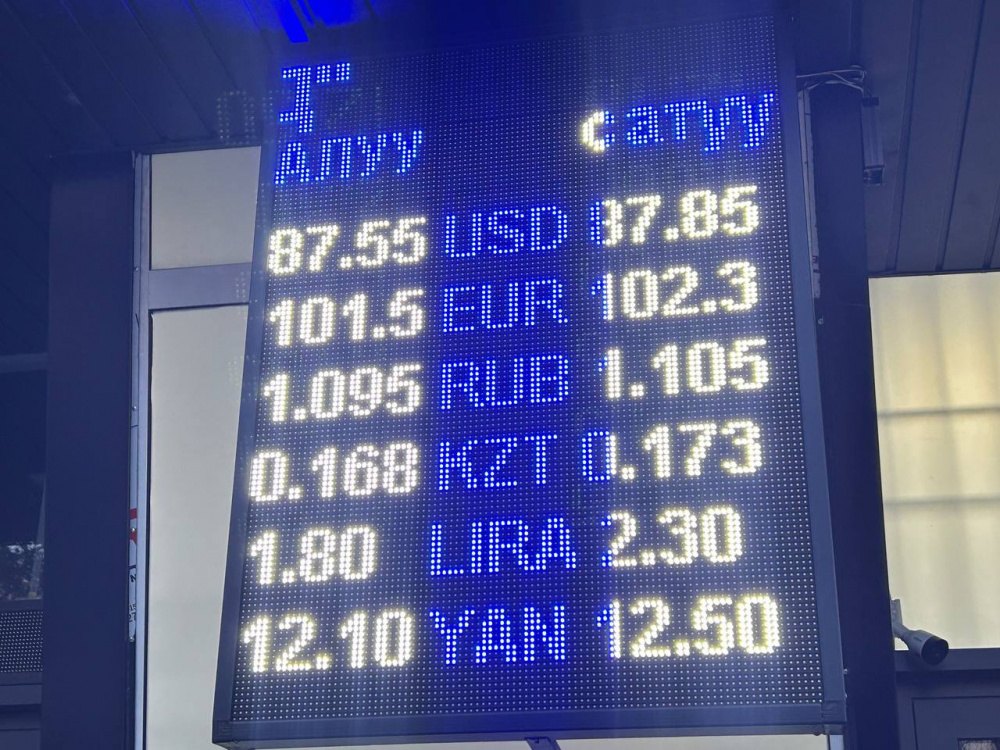 алуу сатуу
87.55 USD 87.85
101.5 EUR 102.3
1.095 RUB 1.105
0.168 KZT 0.173
1.80 LIRA 2.30
12.10 YAN 12.50